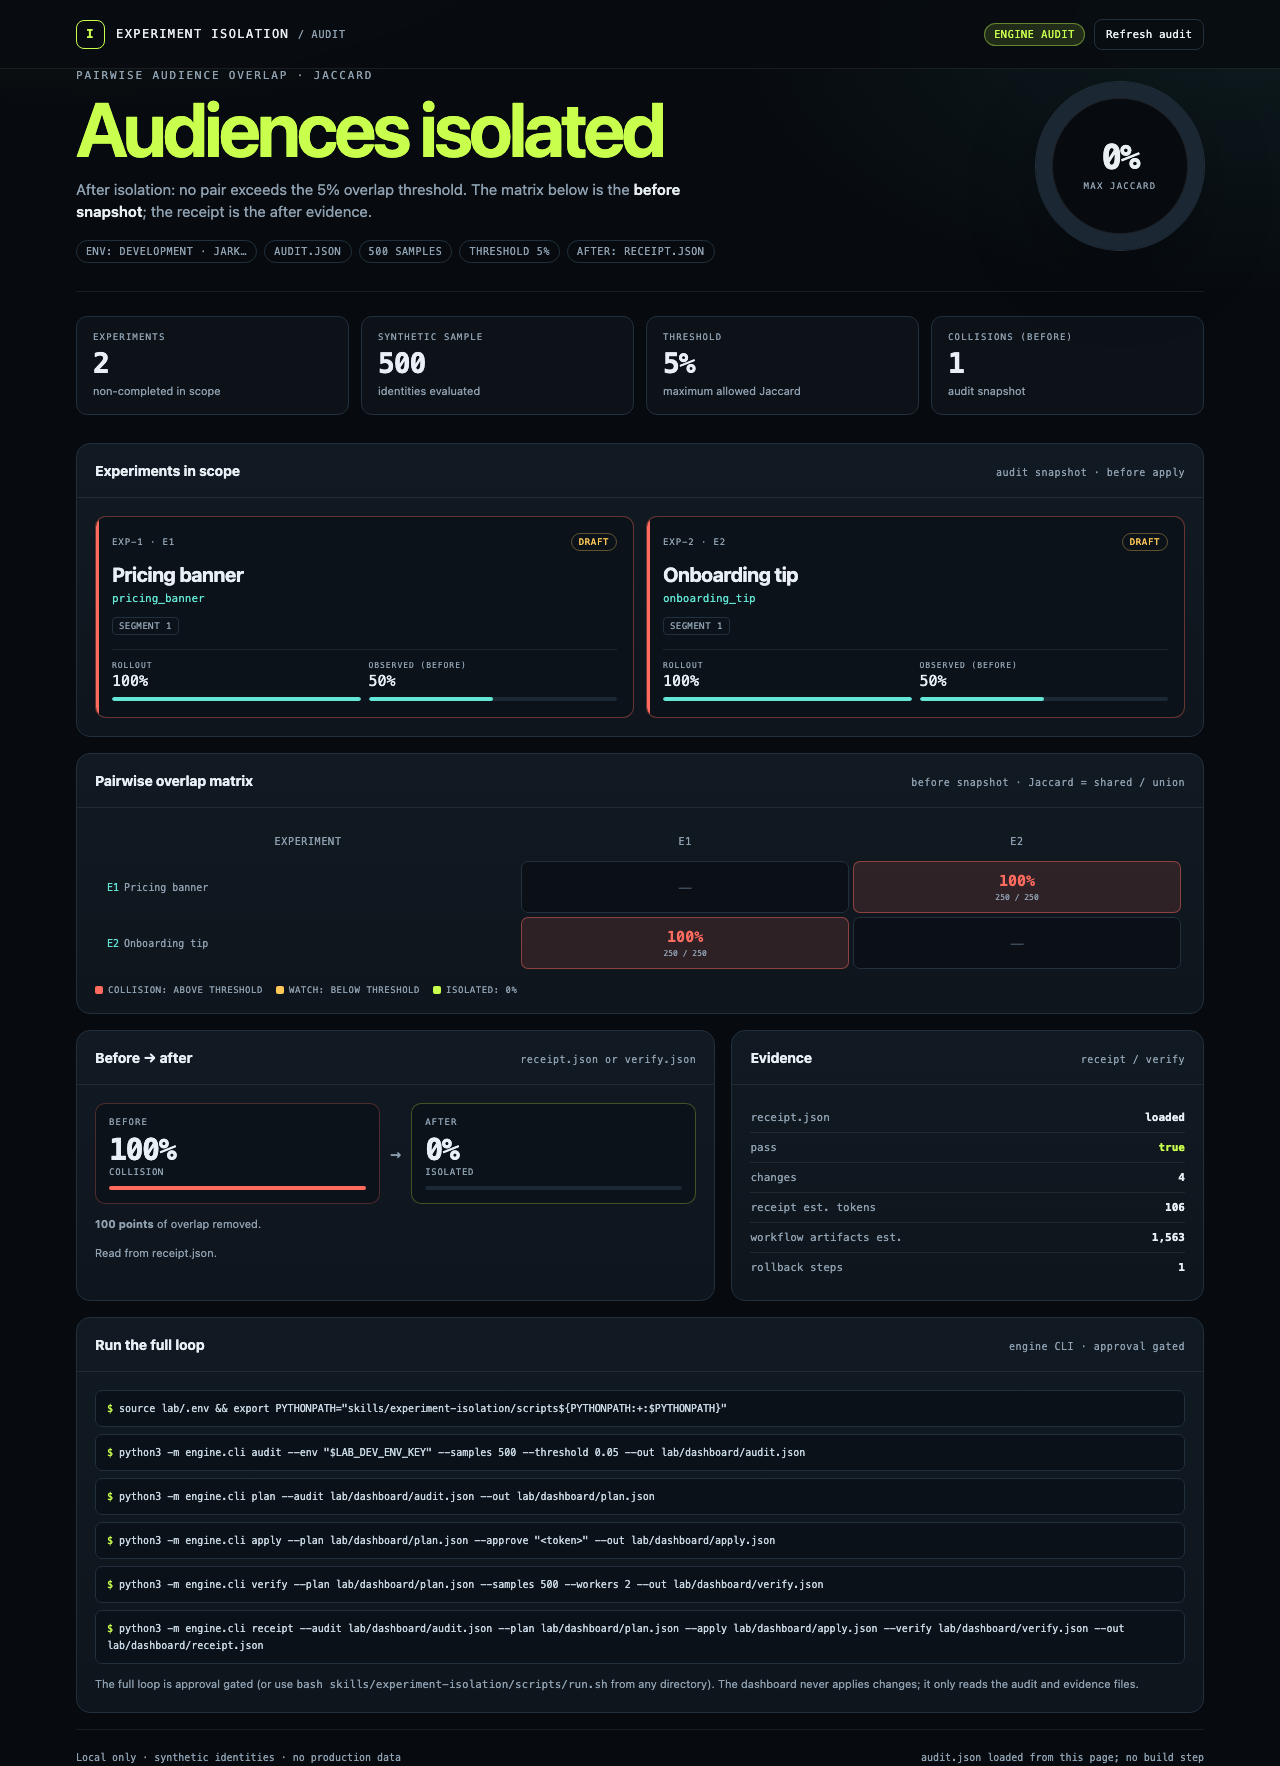 I EXPERIMENT ISOLATION / AUDIT
ENGINE AUDIT
Refresh audit
PAIRWISE AUDIENCE OVERLAP · JACCARD
Audiences isolated
After isolation: no pair exceeds the 5% overlap threshold. The matrix below is the before
snapshot; the receipt is the after evidence.
0%
MAX JACCARD
ENV: DEVELOPMENT · JARK…
AUDIT.JSON
500 SAMPLES
THRESHOLD 5%
AFTER: RECEIPT.JSON
EXPERIMENTS
2
non-completed in scope
SYNTHETIC SAMPLE
500
identities evaluated
THRESHOLD
5%
maximum allowed Jaccard
COLLISIONS (BEFORE)
1
audit snapshot
Experiments in scope
audit snapshot · before apply
EXP-1 · E1
DRAFT
Pricing banner
pricing_banner
SEGMENT 1
ROLLOUT
100%
OBSERVED (BEFORE)
50%
EXP-2 · E2
DRAFT
Onboarding tip
onboarding_tip
SEGMENT 1
ROLLOUT
100%
OBSERVED (BEFORE)
50%
Pairwise overlap matrix
before snapshot · Jaccard = shared / union
EXPERIMENT E1 E2
E1 Pricing banner
—
100%
250 / 250
E2 Onboarding tip
100%
250 / 250
—
COLLISION: ABOVE THRESHOLD
WATCH: BELOW THRESHOLD
ISOLATED: 0%
Before → after
receipt.json or verify.json
BEFORE
100%
COLLISION
→
AFTER
0%
ISOLATED
100 points of overlap removed.
Read from receipt.json.
Evidence
receipt / verify
receipt.json loaded
pass true
changes 4
receipt est. tokens 106
workflow artifacts est. 1,563
rollback steps 1
Run the full loop
engine CLI · approval gated
$ source lab/.env && export PYTHONPATH="skills/experiment-isolation/scripts${PYTHONPATH:+:$PYTHONPATH}"
$ python3 -m engine.cli audit --env "$LAB_DEV_ENV_KEY" --samples 500 --threshold 0.05 --out lab/dashboard/audit.json
$ python3 -m engine.cli plan --audit lab/dashboard/audit.json --out lab/dashboard/plan.json
$ python3 -m engine.cli apply --plan lab/dashboard/plan.json --approve "<token>" --out lab/dashboard/apply.json
$ python3 -m engine.cli verify --plan lab/dashboard/plan.json --samples 500 --workers 2 --out lab/dashboard/verify.json
$ python3 -m engine.cli receipt --audit lab/dashboard/audit.json --plan lab/dashboard/plan.json --apply lab/dashboard/apply.json --verify lab/dashboard/verify.json --out
lab/dashboard/receipt.json
The full loop is approval gated (or use bash skills/experiment-isolation/scripts/run.sh from any directory). The dashboard never applies changes; it only reads the audit and evidence files.
Local only · synthetic identities · no production data
audit.json loaded from this page; no build step